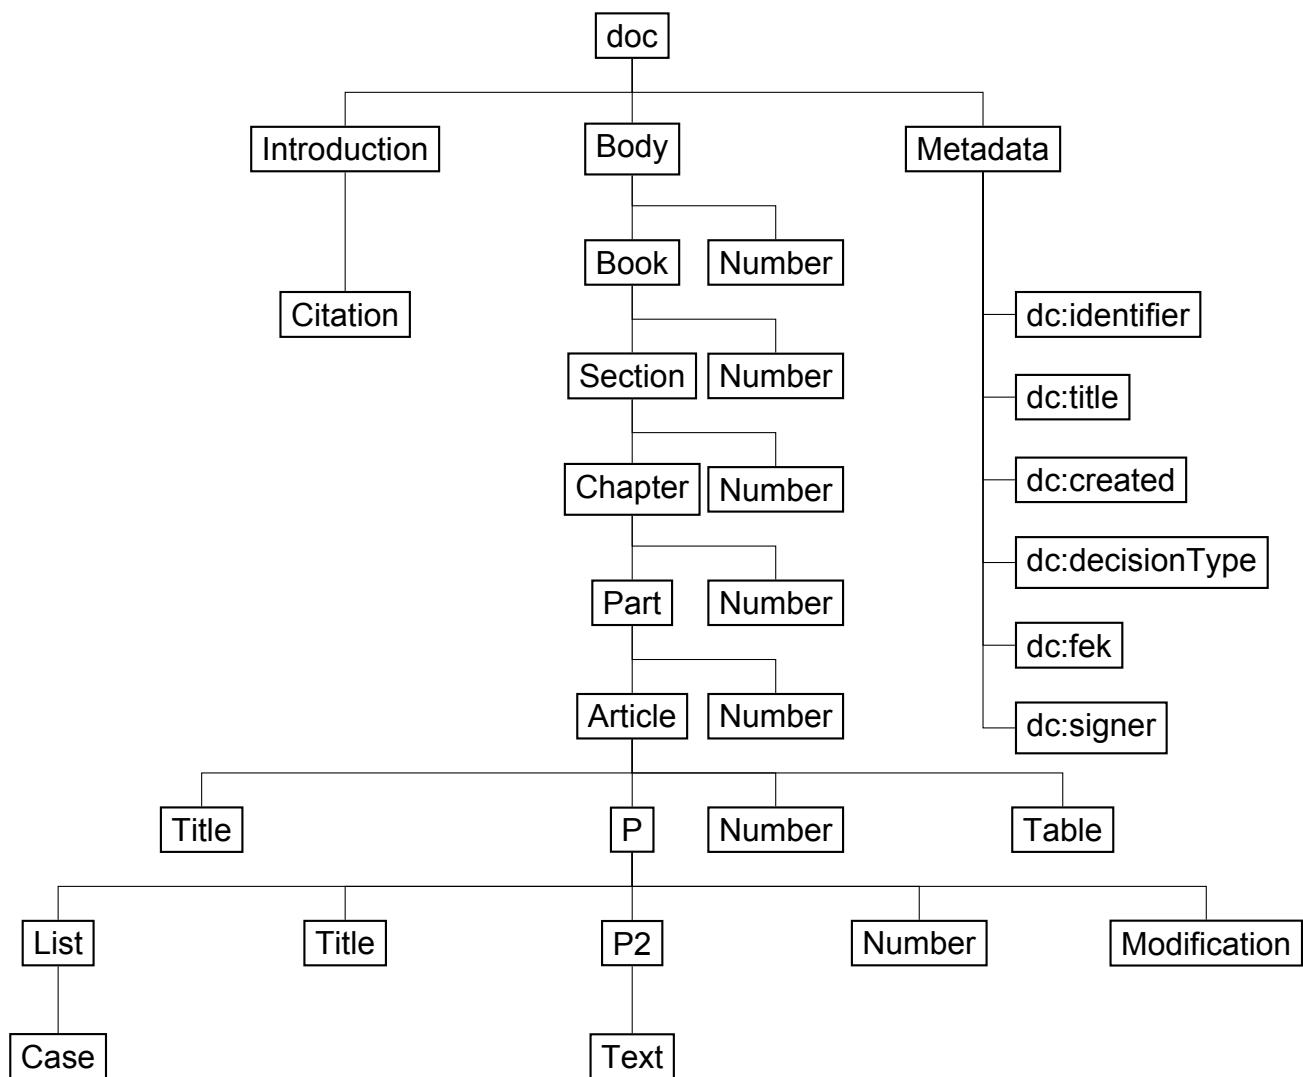 doc
Introduction
Body
Metadata
Book
Number
Citation
dc:identifier
Section
Number
dc:title
Chapter
Number
dc:created
dc:decisionType
Part
Number
dc:fek
Article
Number
dc:signer
Title
P
Number
Table
List
Title
P2
Number
Modification
Case
Text